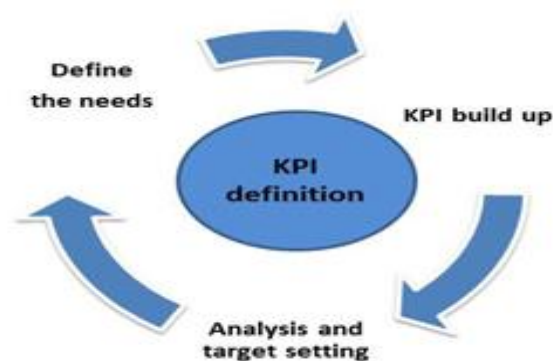 Define
the needs
KPI build up
KPI
definition
Analysis and
target setting